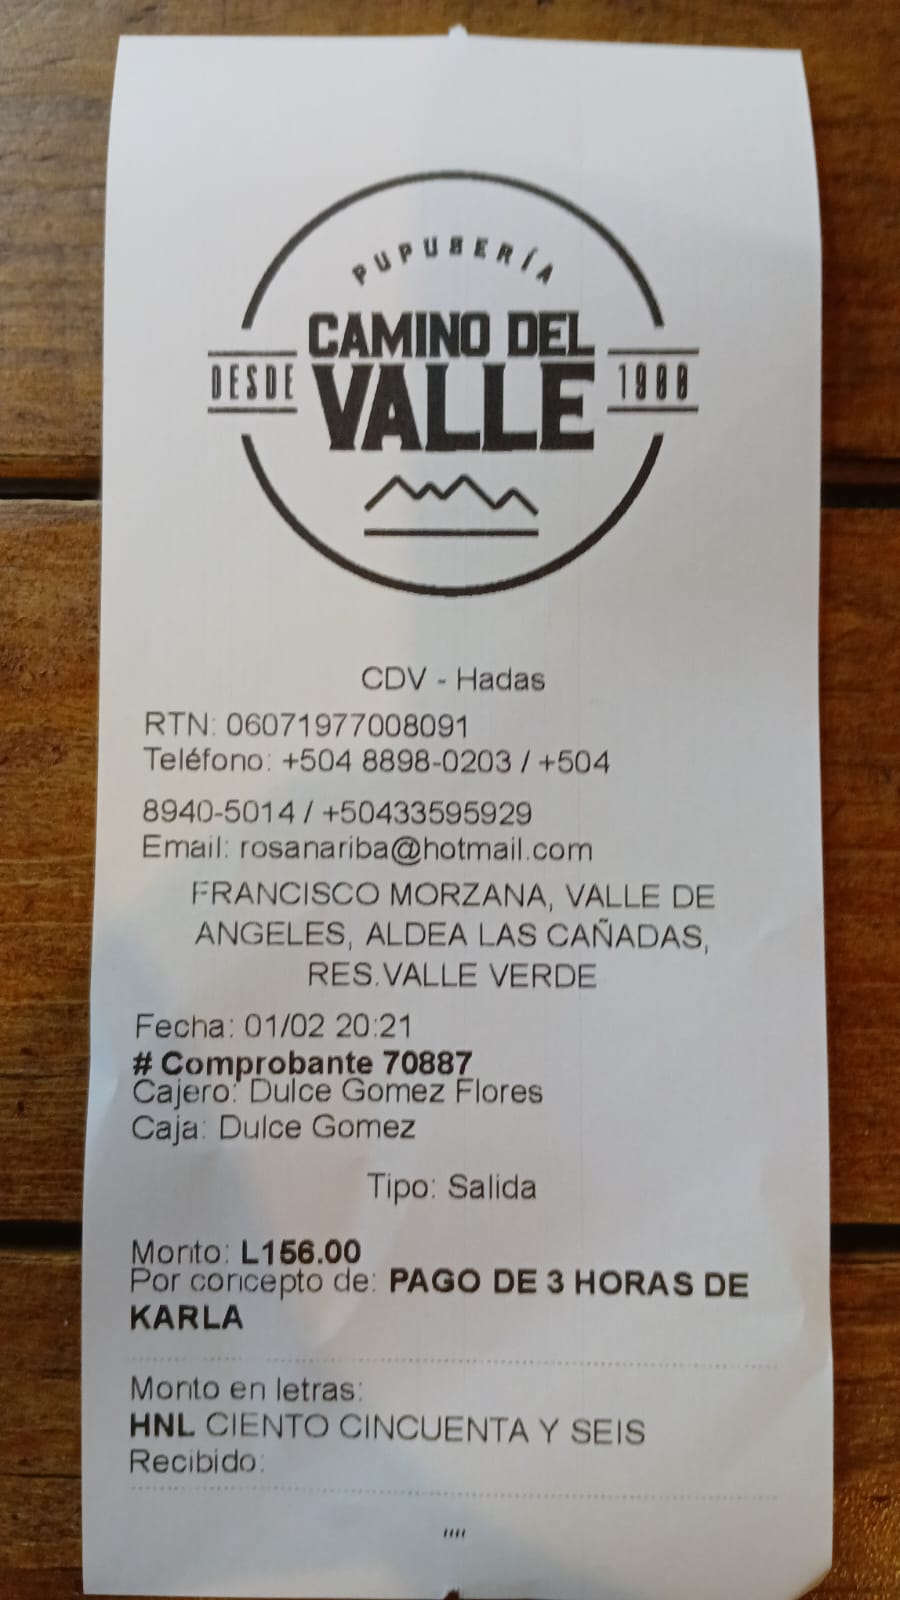 PUPUSERÍA
CAMINO DEL
DESDE VALLE 1980
CDV - Hadas
RTN: 06071977008091
Teléfono: +504 8898-0203 / +504
8940-5014 / +50433595929
Email: rosanariba@hotmail.com
FRANCISCO MORZANA, VALLE DE
ANGELES, ALDEA LAS CAÑADAS,
RES.VALLE VERDE
Fecha: 01/02 20:21
# Comprobante 70887
Cajero: Dulce Gomez Flores
Caja: Dulce Gomez
Tipo: Salida
Monto: L156.00
Por concepto de: PAGO DE 3 HORAS DE
KARLA
Monto en letras:
HNL CIENTO CINCUENTA Y SEIS
Recibido:
,,,,